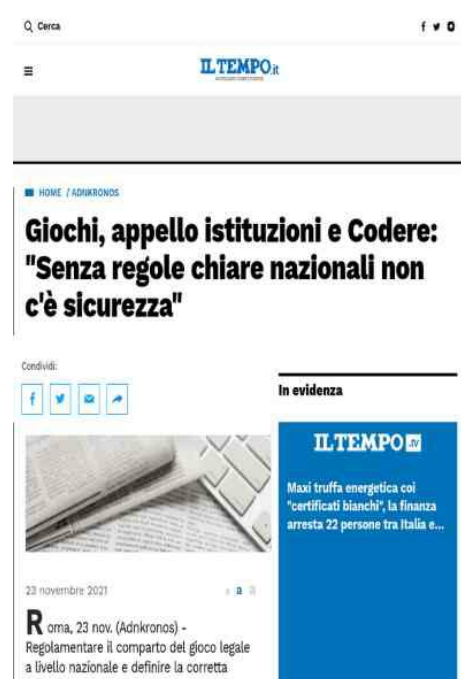 Cerca
IL TEMPO.it
HOME / ADNKRONOS
Giochi, appello istituzioni e Codere:
"Senza regole chiare nazionali non
c'è sicurezza"
Condividi:
In evidenza
IL TEMPO TV
Maxi truffa energetica coi
"certificati bianchi", la finanza
arresta 22 persone tra Italia e...
23 novembre 2021
a a a
Roma, 23 nov. (Adnkronos) -
Regolamentare il comparto del gioco legale
a livello nazionale e definire la corretta